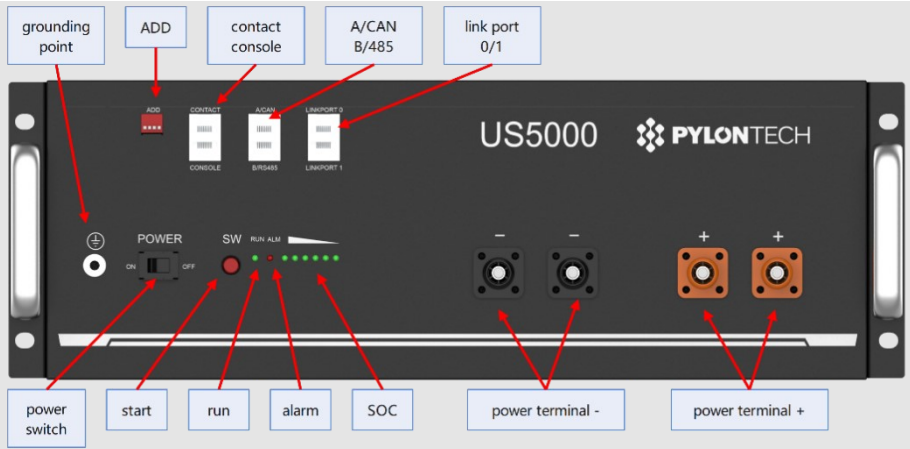 grounding
point
ADD
contact
console
A/CAN
B/485
link port
0/1
ADD
CONTACT
A/CAN
LINKPORT 0
CONSOLE
B/RS485
LINKPORT 1
US5000
PYLONTECH
POWER
ON
OFF
SW
RUN ALM
− −
+ +
power
switch
start
run
alarm
SOC
power terminal -
power terminal +